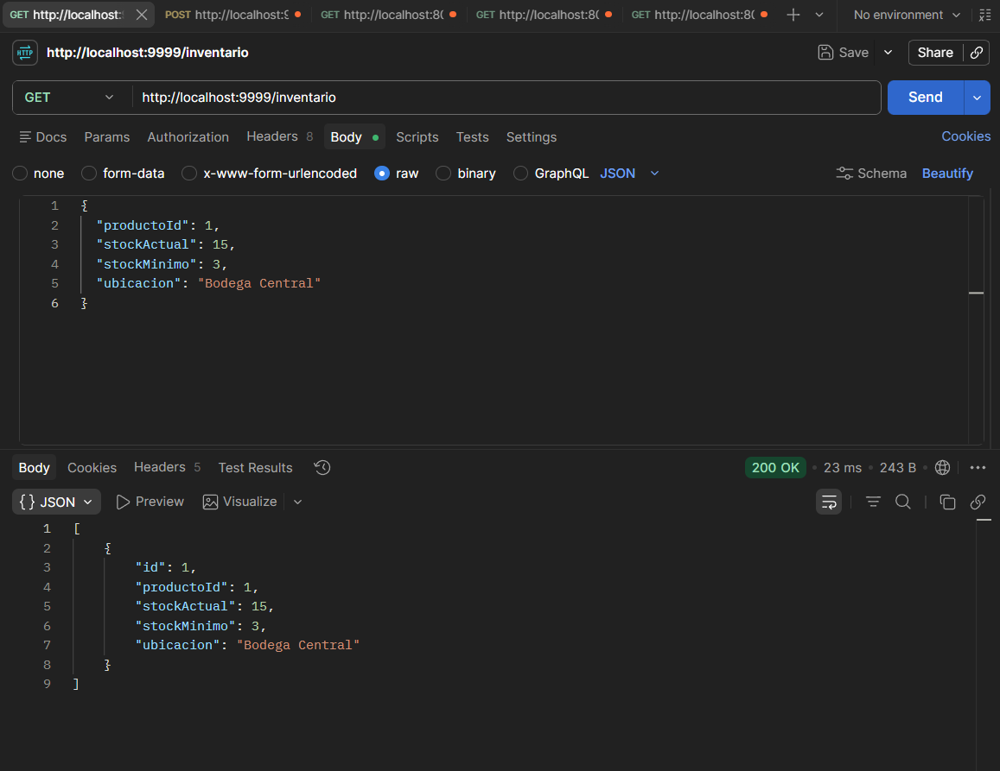 GET http://localhost:9 POST http://localhost:9 GET http://localhost:80 GET http://localhost:80 GET http://localhost:80 No environment
HTTP http://localhost:9999/inventario Save Share
GET http://localhost:9999/inventario Send
Docs Params Authorization Headers 8 Body Scripts Tests Settings Cookies
none form-data x-www-form-urlencoded raw binary GraphQL JSON Schema Beautify
1 {
2 "productoId": 1,
3 "stockActual": 15,
4 "stockMinimo": 3,
5 "ubicacion": "Bodega Central"
6 }
Body Cookies Headers 5 Test Results 200 OK • 23 ms • 243 B •
{} JSON Preview Visualize
1 [
2 {
3 "id": 1,
4 "productoId": 1,
5 "stockActual": 15,
6 "stockMinimo": 3,
7 "ubicacion": "Bodega Central"
8 }
9 ]